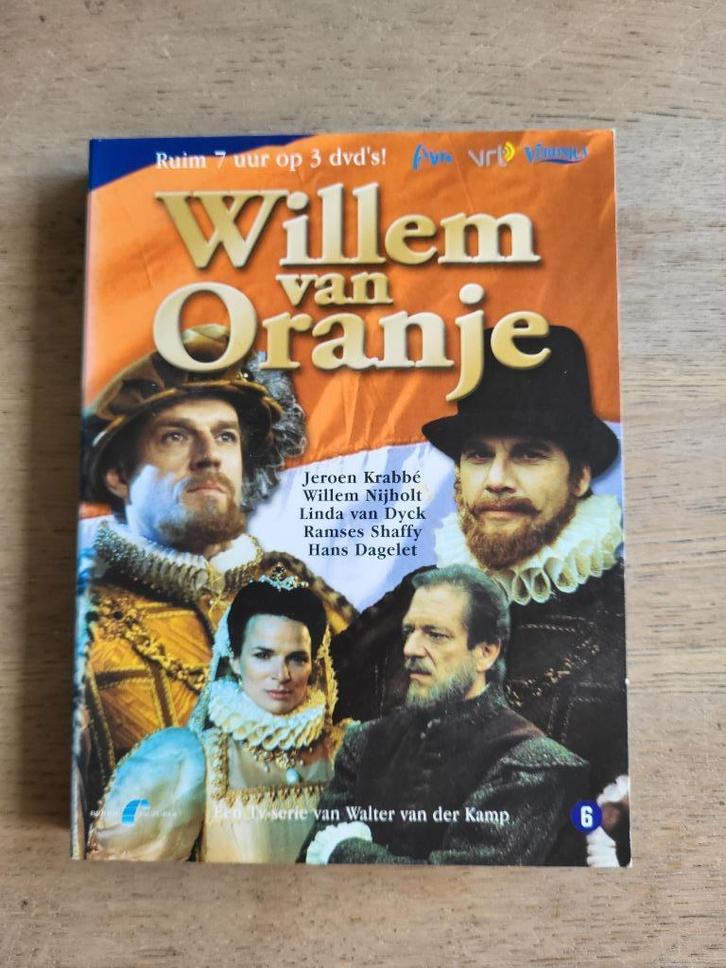 Ruim 7 uur op 3 dvd's!
vrt
VERONICA
Willem
van
Oranje
Jeroen Krabbé
Willem Nijholt
Linda van Dyck
Ramses Shaffy
Hans Dagelet
Een Tv-serie van Walter van der Kamp
6